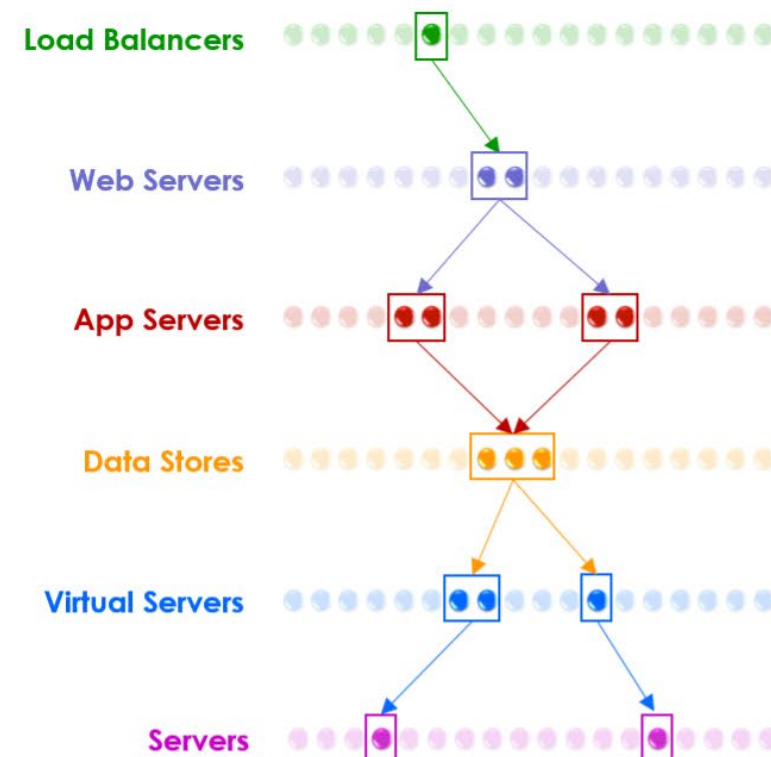 Load Balancers
Web Servers
App Servers
Data Stores
Virtual Servers
Servers